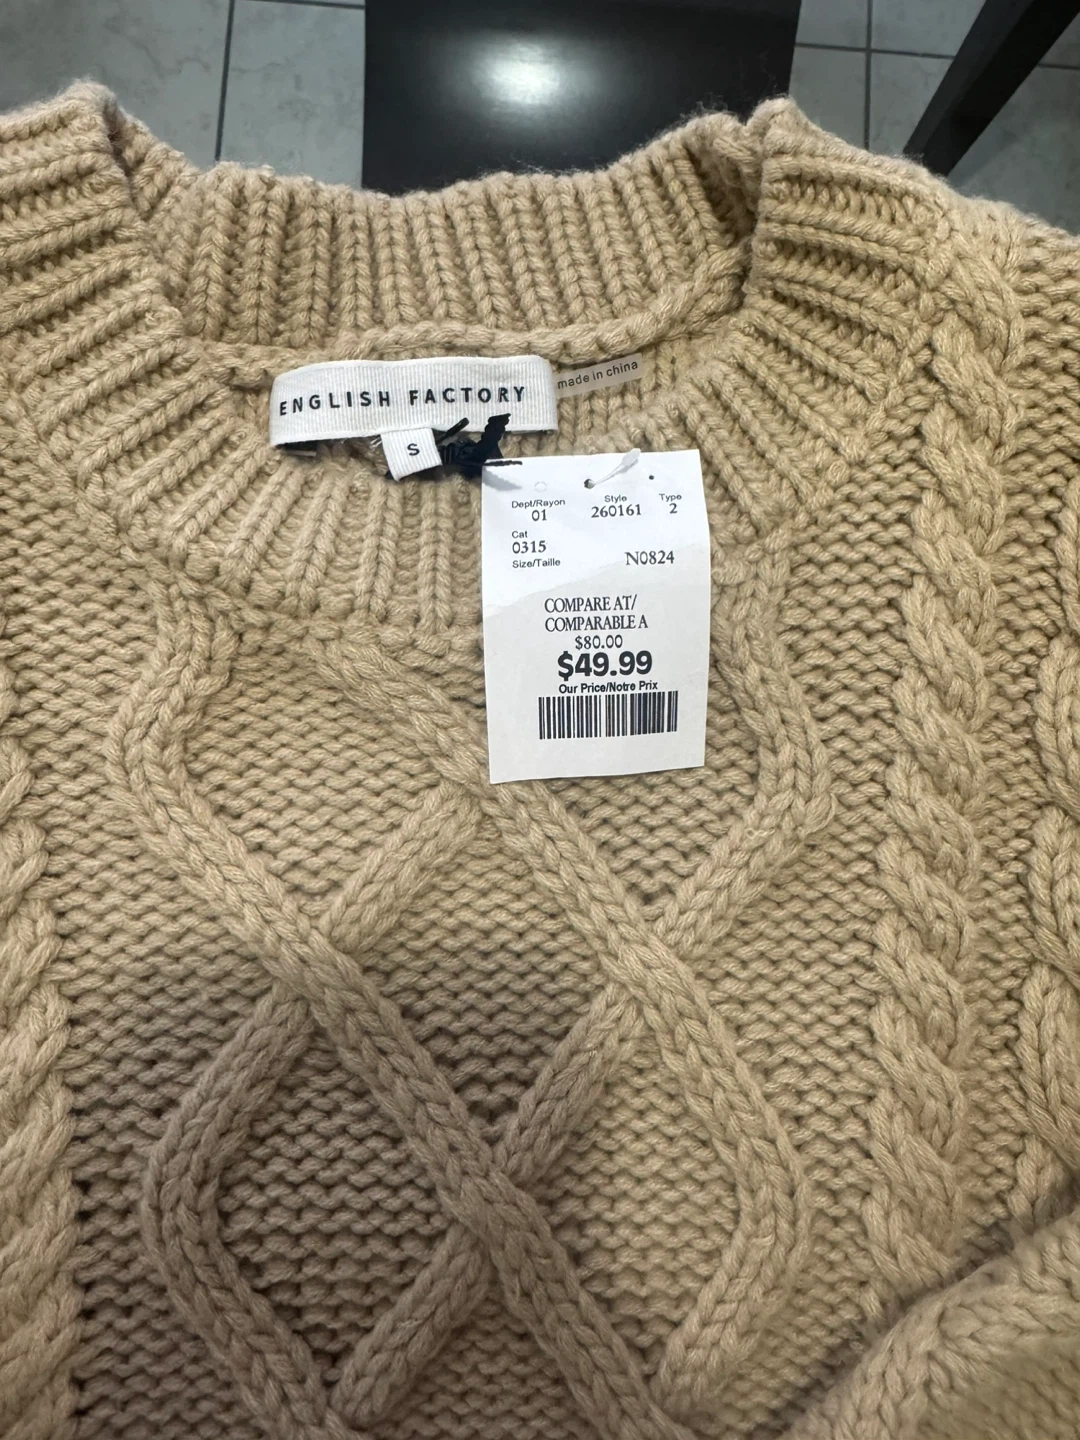 ENGLISH FACTORY
made in china
S
Dept/Rayon Style Type
01 260161 2
Cat
0315
Size/Taille N0824
COMPARE AT/
COMPARABLE A
$80.00
$49.99
Our Price/Notre Prix